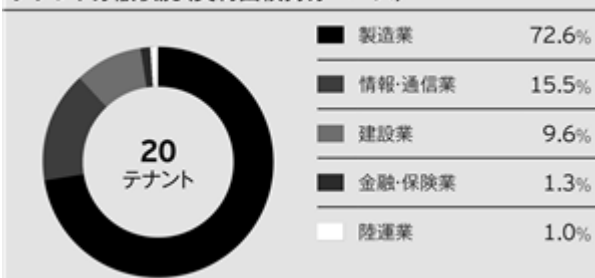 20
テナント
製造業 72.6%
情報・通信業 15.5%
建設業 9.6%
金融・保険業 1.3%
陸運業 1.0%